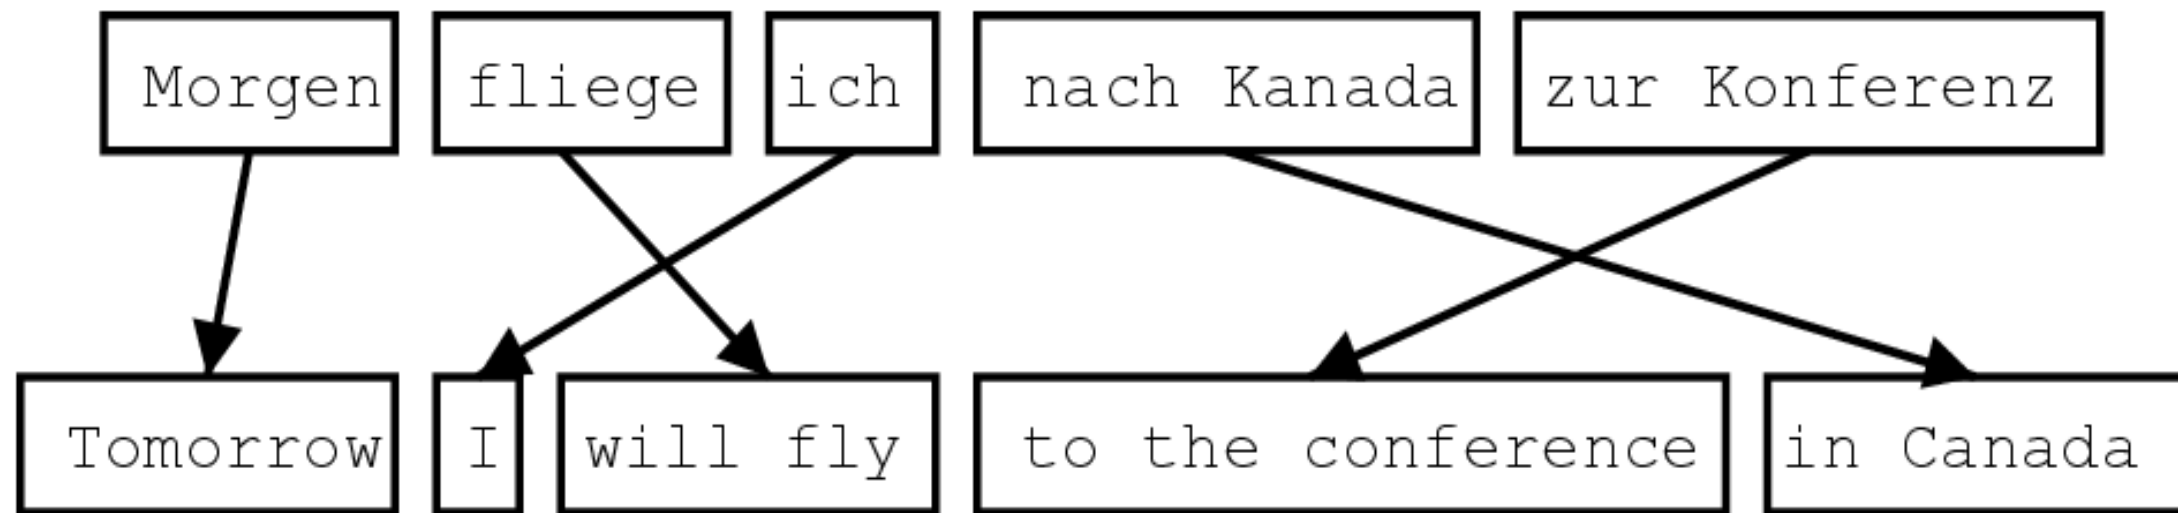 Morgen fliege ich nach Kanada zur Konferenz
Tomorrow I will fly to the conference in Canada